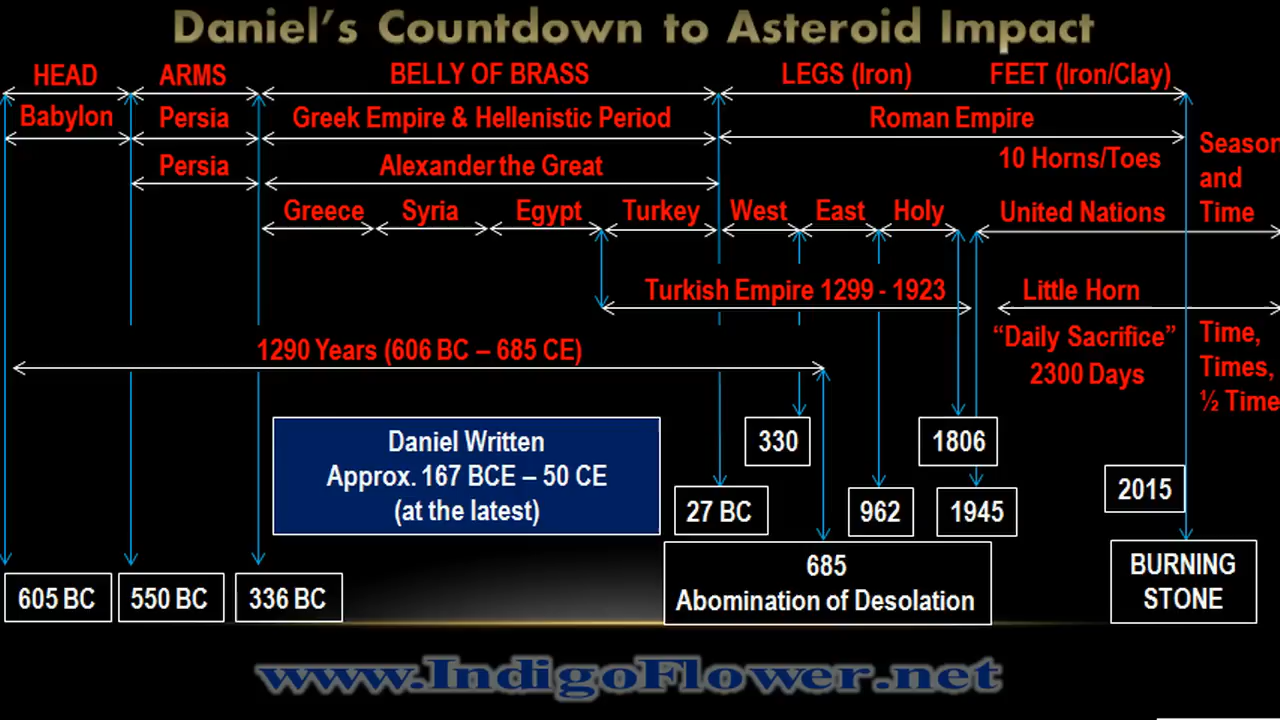 Daniel's Countdown to Asteroid Impact
HEAD ARMS BELLY OF BRASS LEGS (Iron) FEET (Iron/Clay)
Babylon Persia Greek Empire & Hellenistic Period Roman Empire
Persia Alexander the Great 10 Horns/Toes
Season
and
Time
Greece Syria Egypt Turkey West East Holy United Nations
Turkish Empire 1299 - 1923 Little Horn
"Daily Sacrifice"
2300 Days
Time,
Times,
½ Time
1290 Years (606 BC – 685 CE)
Daniel Written
Approx. 167 BCE – 50 CE
(at the latest)
330 1806
27 BC 962 1945 2015
685
Abomination of Desolation
BURNING
STONE
605 BC 550 BC 336 BC
www.IndigoFlower.net